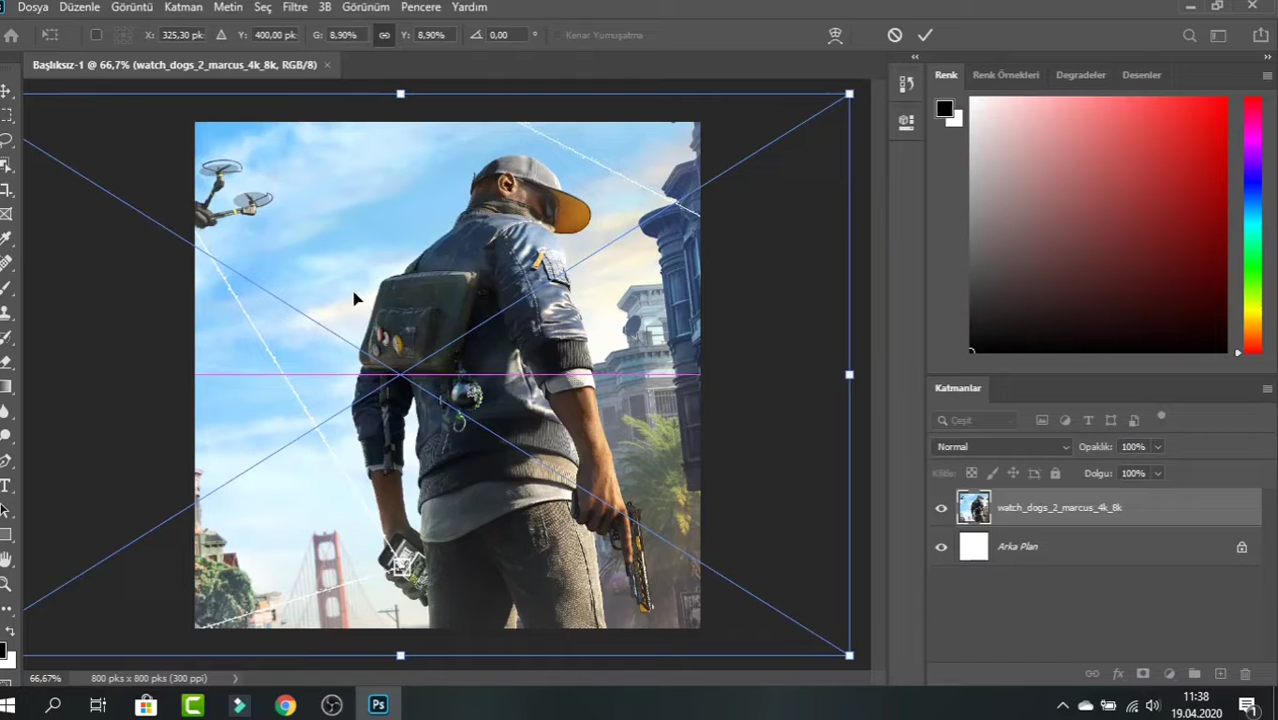 Dosya Düzenle Görüntü Katman Metin Seç Filtre 3B Görünüm Pencere Yardım
X: 325,30 pk Y: 400,00 pk G: 8,90% Y: 8,90% 0,00 ° Kenar Yumuşatma
Başlıksız-1 @ 66,7% (watch_dogs_2_marcus_4k_8k, RGB/8) ×
Renk Renk Örnekleri Degradeler Desenler
Katmanlar
Çeşit
Normal Opaklık: 100%
Kilitle: Dolgu: 100%
watch_dogs_2_marcus_4k_8k
Arka Plan
66,67% 800 pks x 800 pks (300 ppi)
Ps
11:38
19.04.2020
1